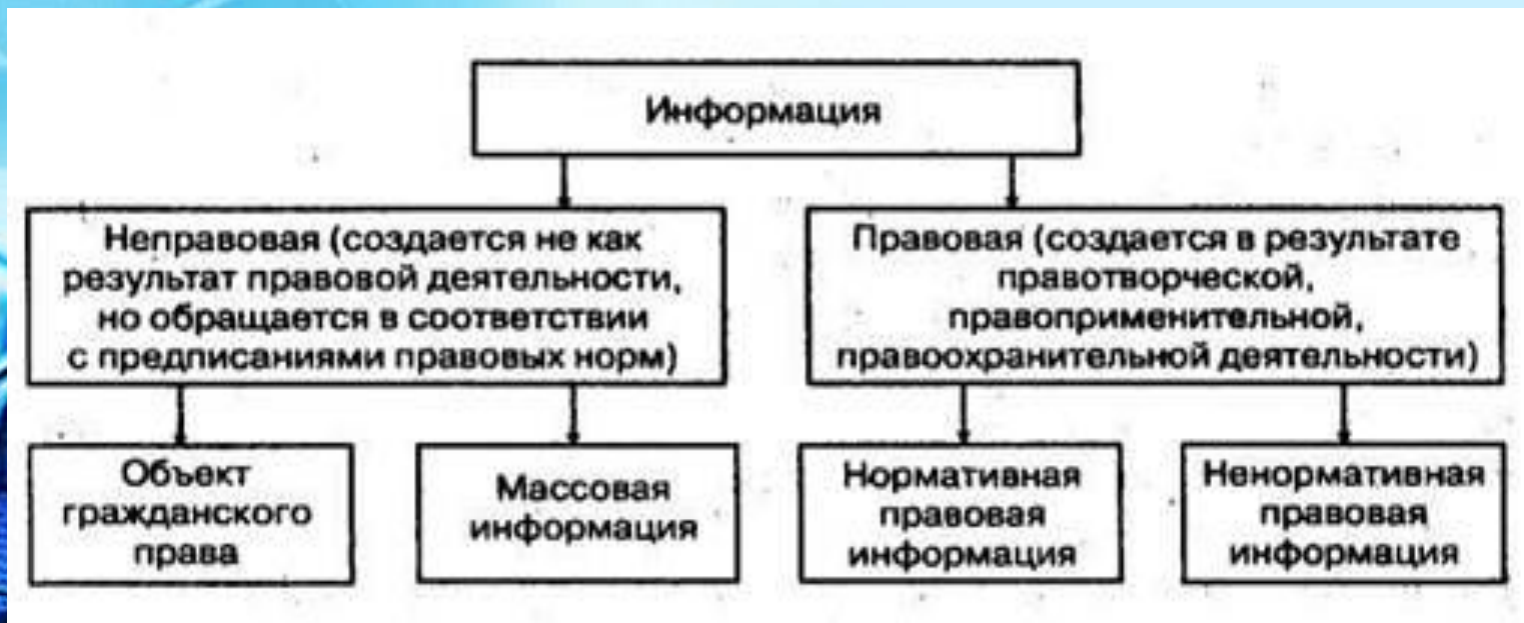 Информация
Неправовая (создается не как
результат правовой деятельности,
но обращается в соответствии
с предписаниями правовых норм)
Правовая (создается в результате
правотворческой,
правоприменительной,
правоохранительной деятельности)
Объект
гражданского
права
Массовая
информация
Нормативная
правовая
информация
Ненормативная
правовая
информация